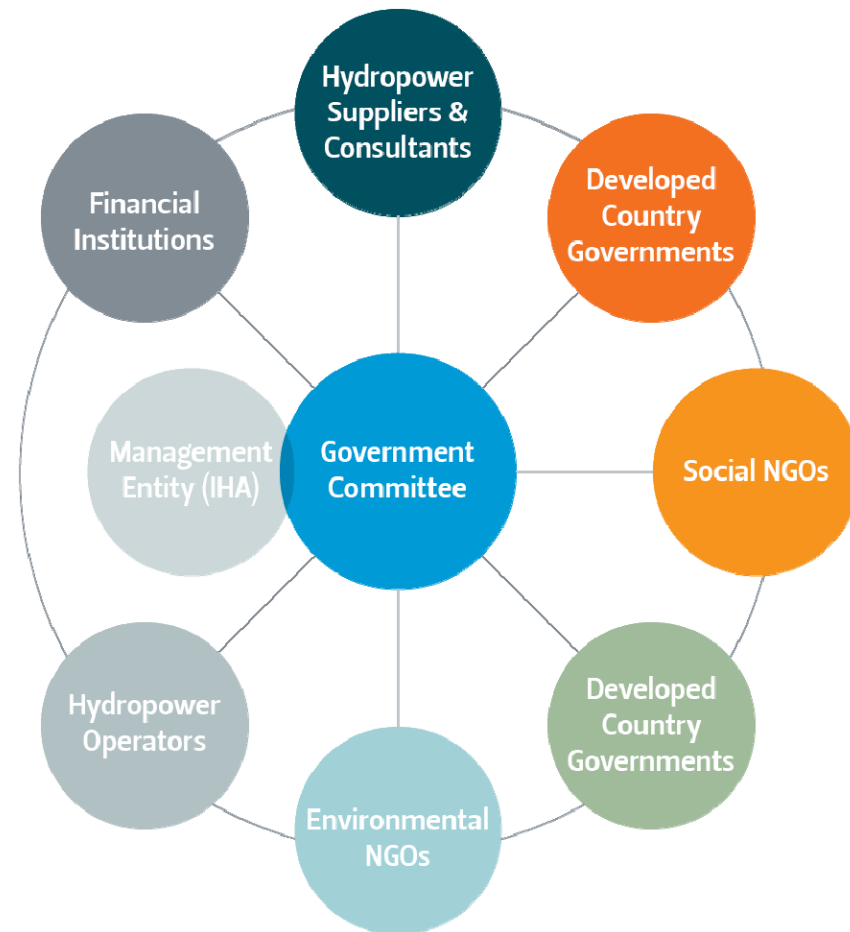 Hydropower
Suppliers &
Consultants
Developed
Country
Governments
Financial
Institutions
Management
Entity (IHA)
Government
Committee
Social NGOs
Hydropower
Operators
Developed
Country
Governments
Environmental
NGOs